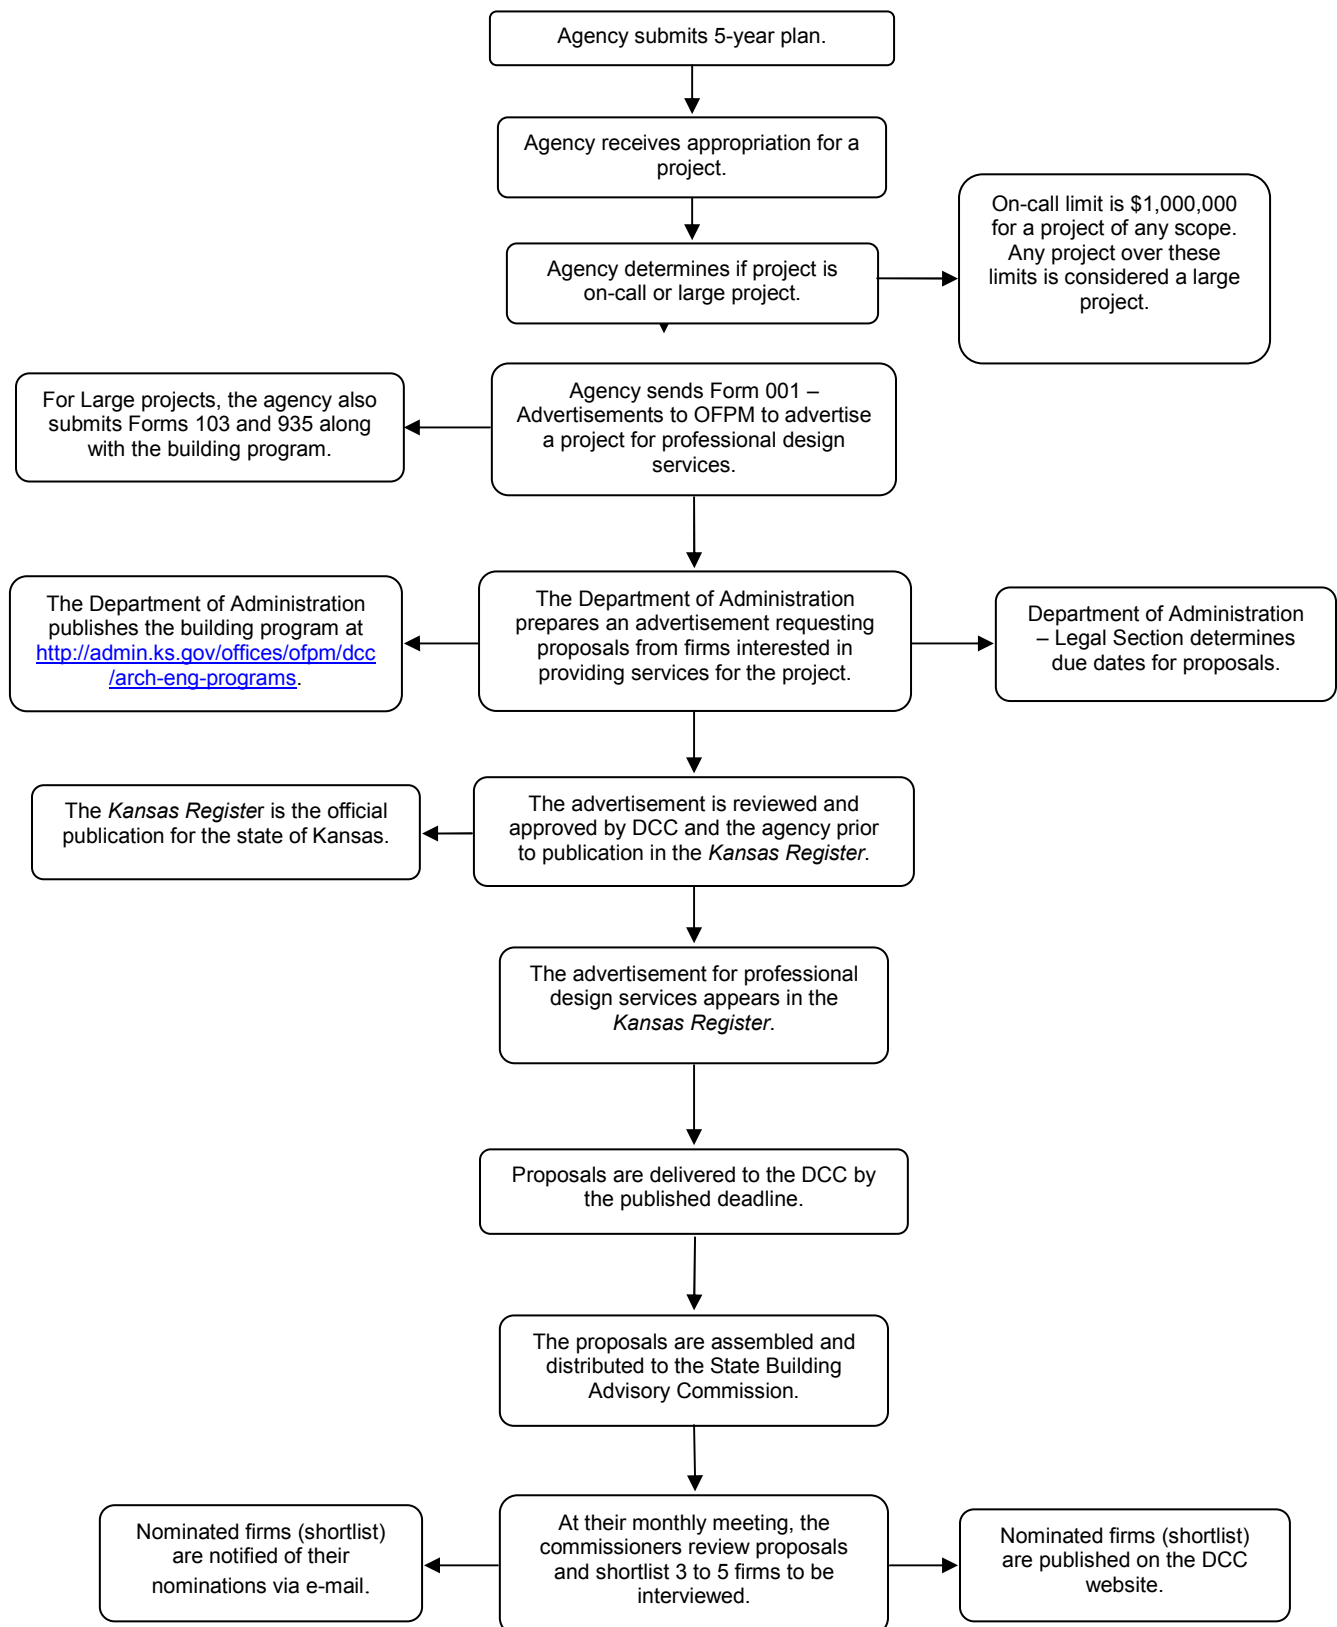 Agency submits 5-year plan.
Agency receives appropriation for a
project.
On-call limit is $1,000,000
for a project of any scope.
Any project over these
limits is considered a large
project.
Agency determines if project is
on-call or large project.
For Large projects, the agency also
submits Forms 103 and 935 along
with the building program.
Agency sends Form 001 –
Advertisements to OFPM to advertise
a project for professional design
services.
The Department of Administration
publishes the building program at
http://admin.ks.gov/offices/ofpm/dcc
/arch-eng-programs.
The Department of Administration
prepares an advertisement requesting
proposals from firms interested in
providing services for the project.
Department of Administration
– Legal Section determines
due dates for proposals.
The Kansas Register is the official
publication for the state of Kansas.
The advertisement is reviewed and
approved by DCC and the agency prior
to publication in the Kansas Register.
The advertisement for professional
design services appears in the
Kansas Register.
Proposals are delivered to the DCC by
the published deadline.
The proposals are assembled and
distributed to the State Building
Advisory Commission.
Nominated firms (shortlist)
are notified of their
nominations via e-mail.
At their monthly meeting, the
commissioners review proposals
and shortlist 3 to 5 firms to be
interviewed.
Nominated firms (shortlist)
are published on the DCC
website.